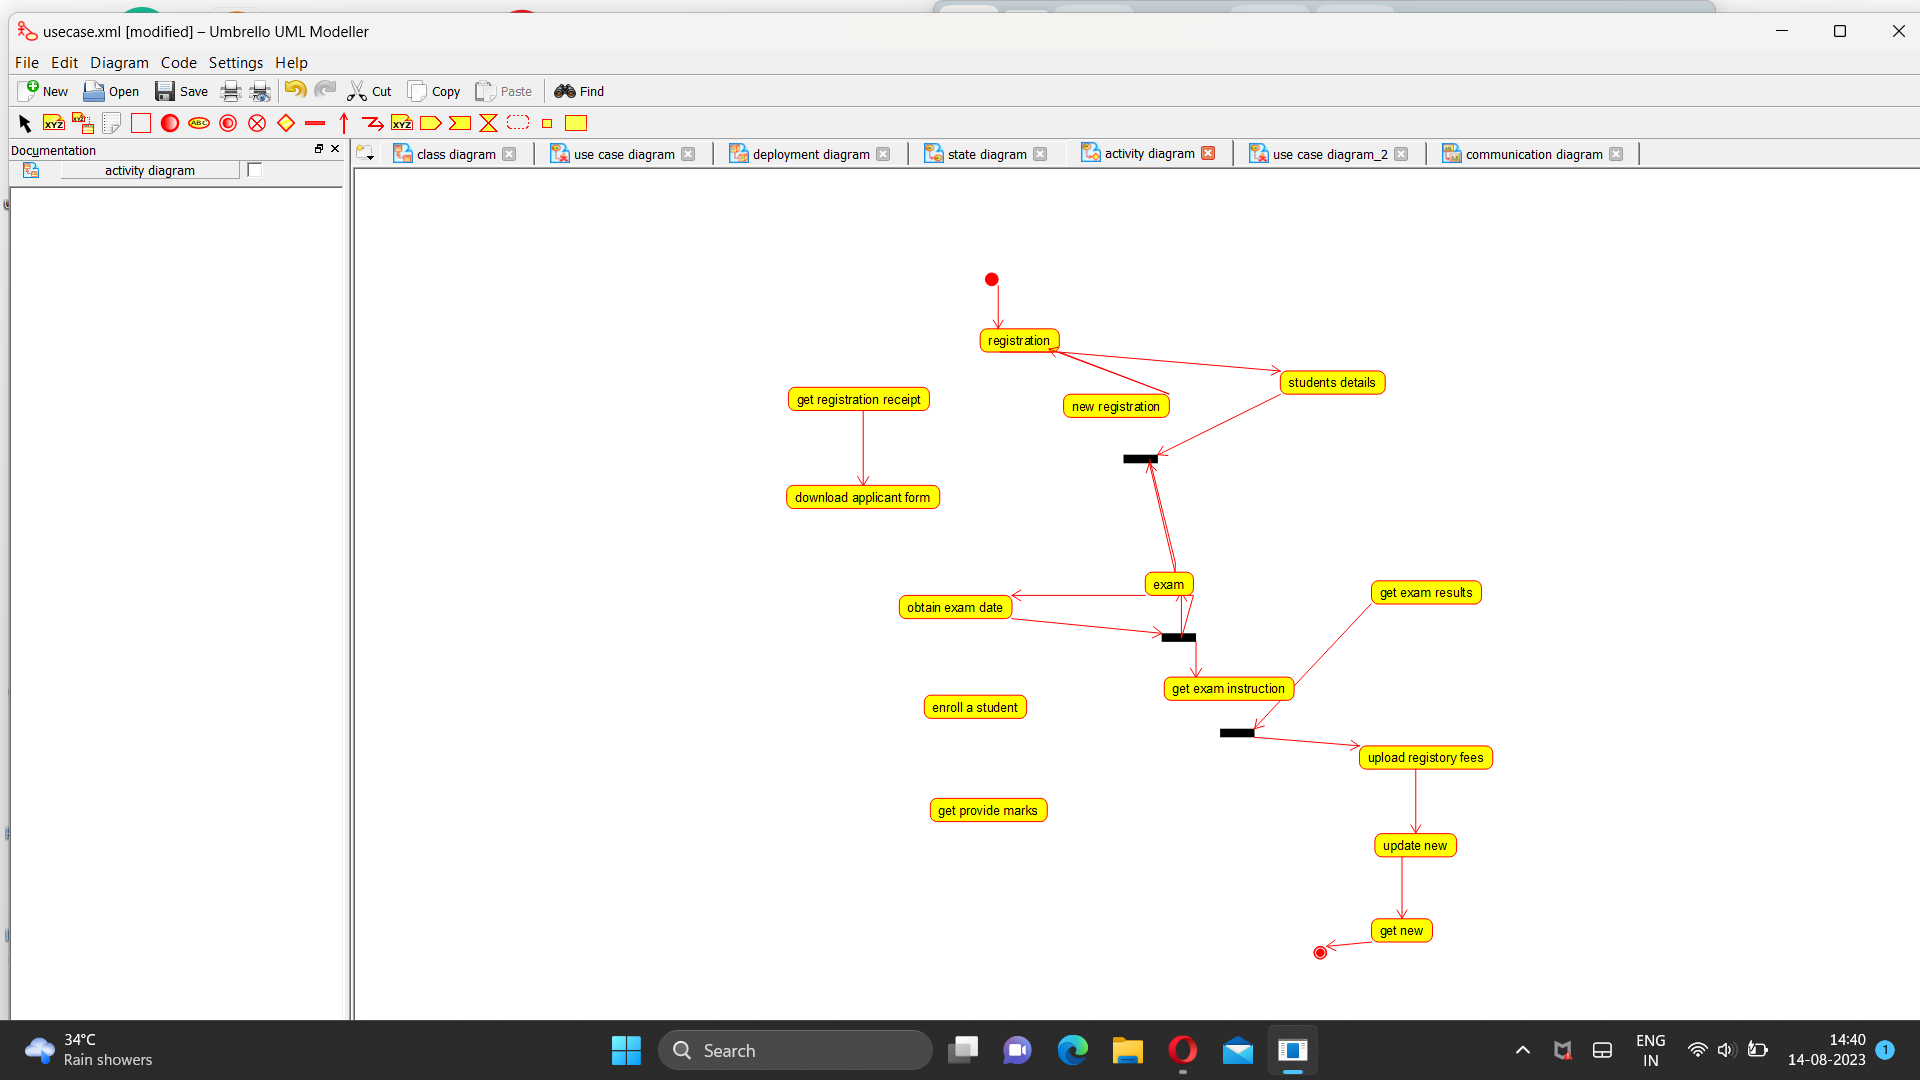 usecase.xml [modified] – Umbrello UML Modeller
File Edit Diagram Code Settings Help
New Open Save Cut Copy Paste Find
XYZ XYZ ABC XYZ
Documentation
activity diagram
class diagram use case diagram deployment diagram state diagram activity diagram use case diagram_2 communication diagram
registration
students details
get registration receipt
new registration
download applicant form
exam
get exam results
obtain exam date
get exam instruction
enroll a student
upload registory fees
get provide marks
update new
get new
34°C
Rain showers
Search
ENG
IN
14:40
14-08-2023
1